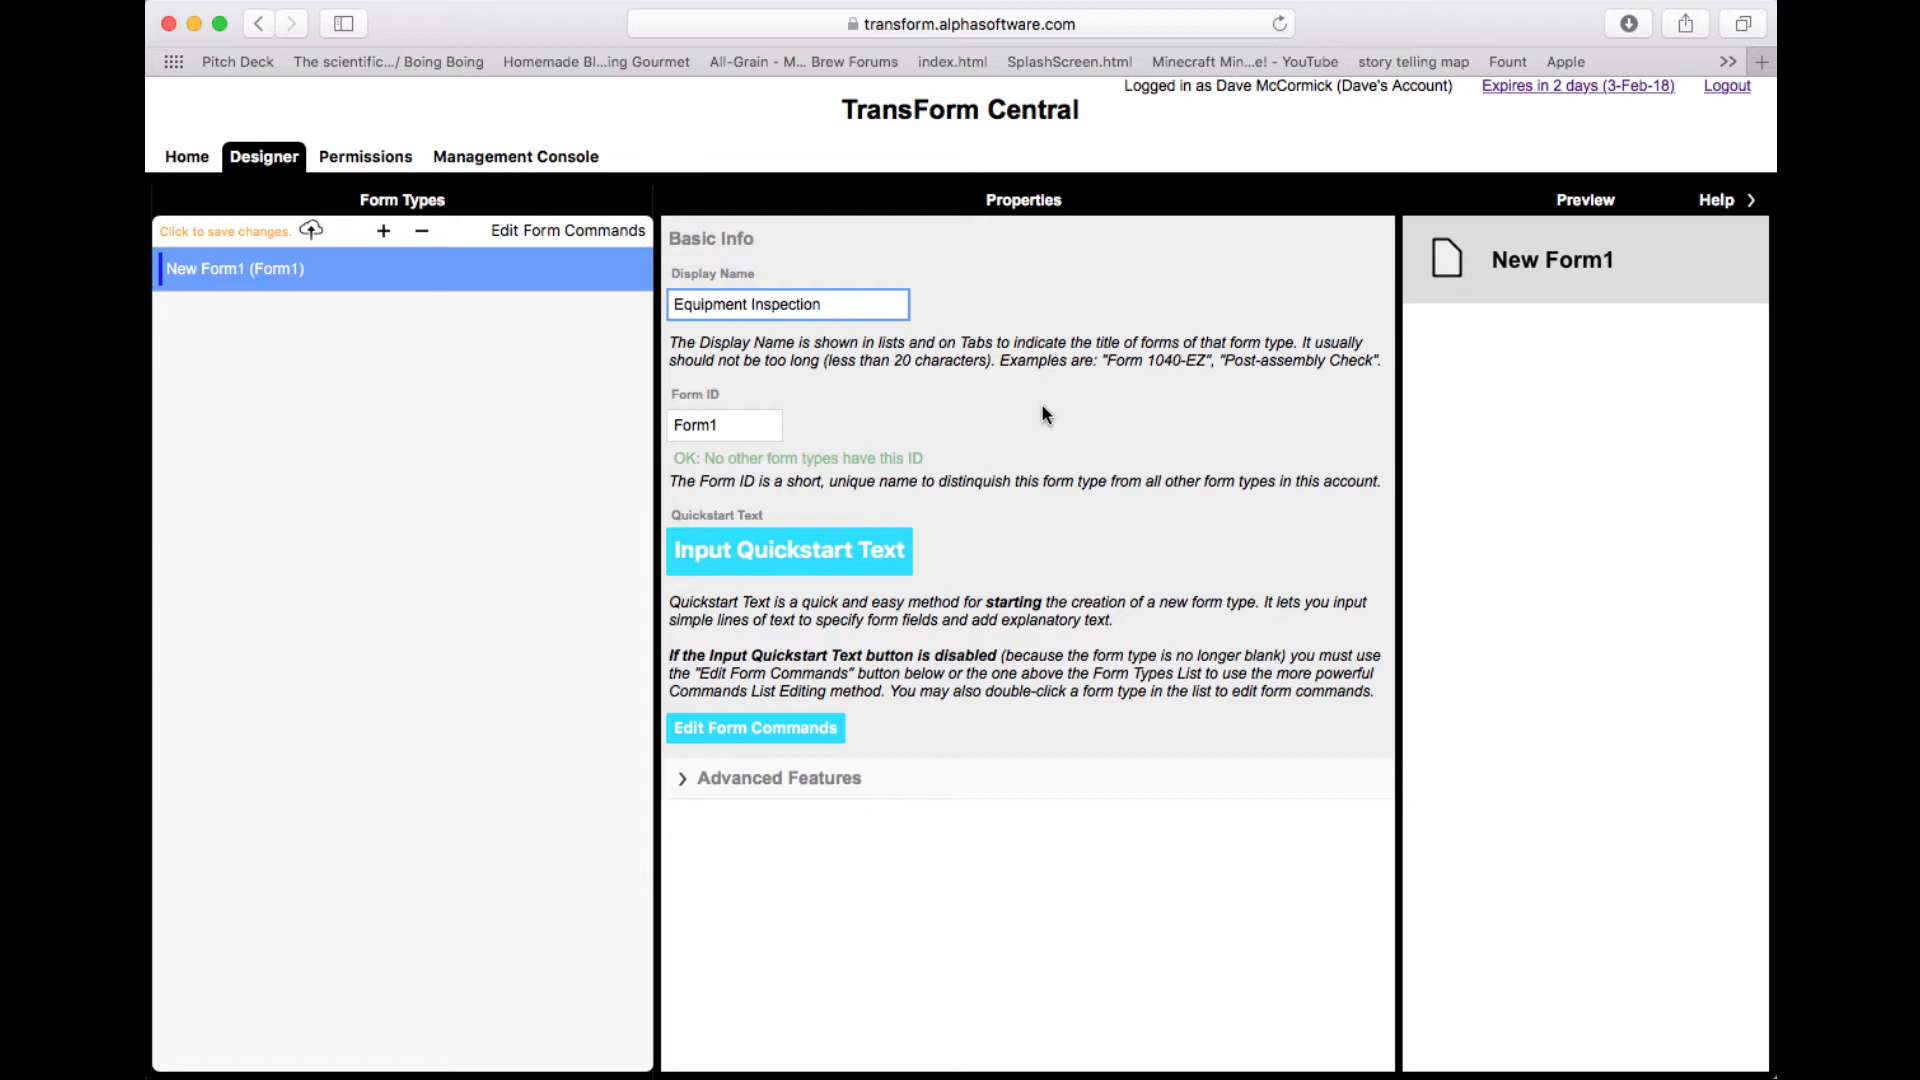 transform.alphasoftware.com
Pitch Deck The scientific.../ Boing Boing Homemade Bl...ing Gourmet All-Grain - M... Brew Forums index.html SplashScreen.html Minecraft Min...e! - YouTube story telling map Fount Apple >>
Logged in as Dave McCormick (Dave's Account) Expires in 2 days (3-Feb-18) Logout
TransForm Central
Home Designer Permissions Management Console
Form Types Properties Preview Help
Click to save changes. + − Edit Form Commands
New Form1 (Form1)
Basic Info
Display Name
Equipment Inspection
The Display Name is shown in lists and on Tabs to indicate the title of forms of that form type. It usually
should not be too long (less than 20 characters). Examples are: "Form 1040-EZ", "Post-assembly Check".
Form ID
Form1
OK: No other form types have this ID
The Form ID is a short, unique name to distinquish this form type from all other form types in this account.
Quickstart Text
Input Quickstart Text
Quickstart Text is a quick and easy method for starting the creation of a new form type. It lets you input
simple lines of text to specify form fields and add explanatory text.
If the Input Quickstart Text button is disabled (because the form type is no longer blank) you must use
the "Edit Form Commands" button below or the one above the Form Types List to use the more powerful
Commands List Editing method. You may also double-click a form type in the list to edit form commands.
Edit Form Commands
Advanced Features
New Form1